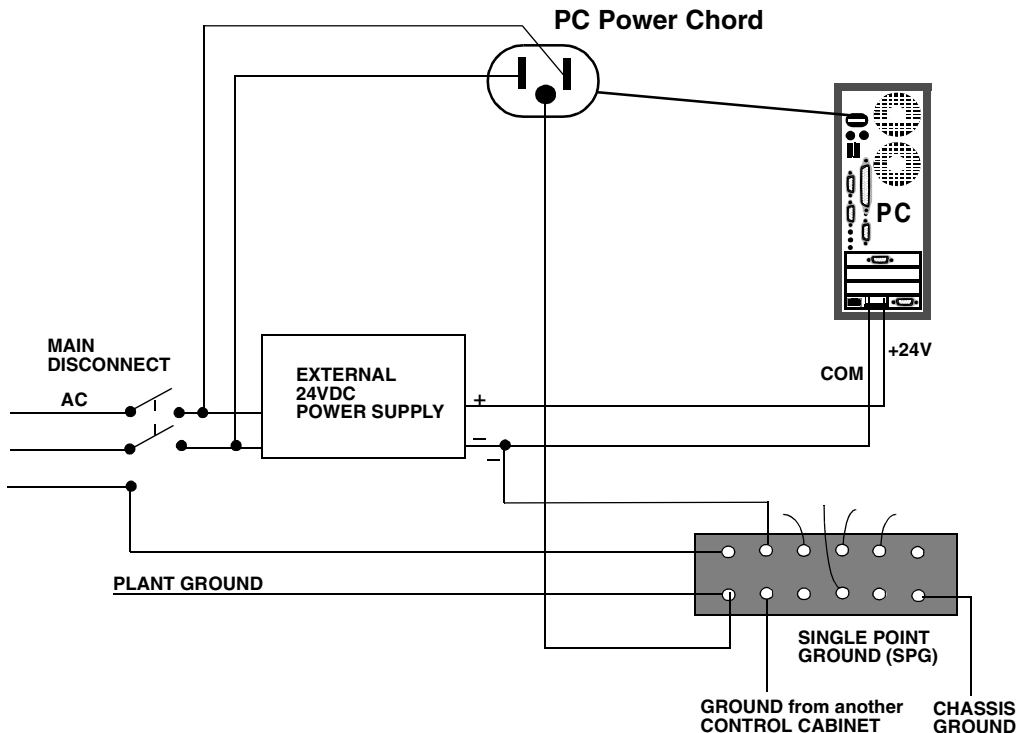 PC Power Chord
PC
+24V
COM
MAIN
DISCONNECT
AC
EXTERNAL
24VDC
POWER SUPPLY
+
–
–
PLANT GROUND
SINGLE POINT
GROUND (SPG)
GROUND from another
CONTROL CABINET
CHASSIS
GROUND